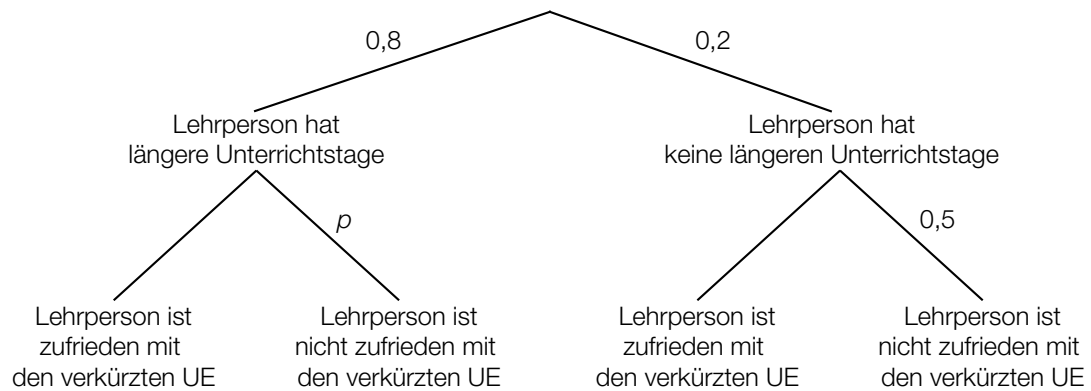 0,8
0,2
Lehrperson hat
längere Unterrichtstage
Lehrperson hat
keine längeren Unterrichtstage
p
0,5
Lehrperson ist
zufrieden mit
den verkürzten UE
Lehrperson ist
nicht zufrieden mit
den verkürzten UE
Lehrperson ist
zufrieden mit
den verkürzten UE
Lehrperson ist
nicht zufrieden mit
den verkürzten UE